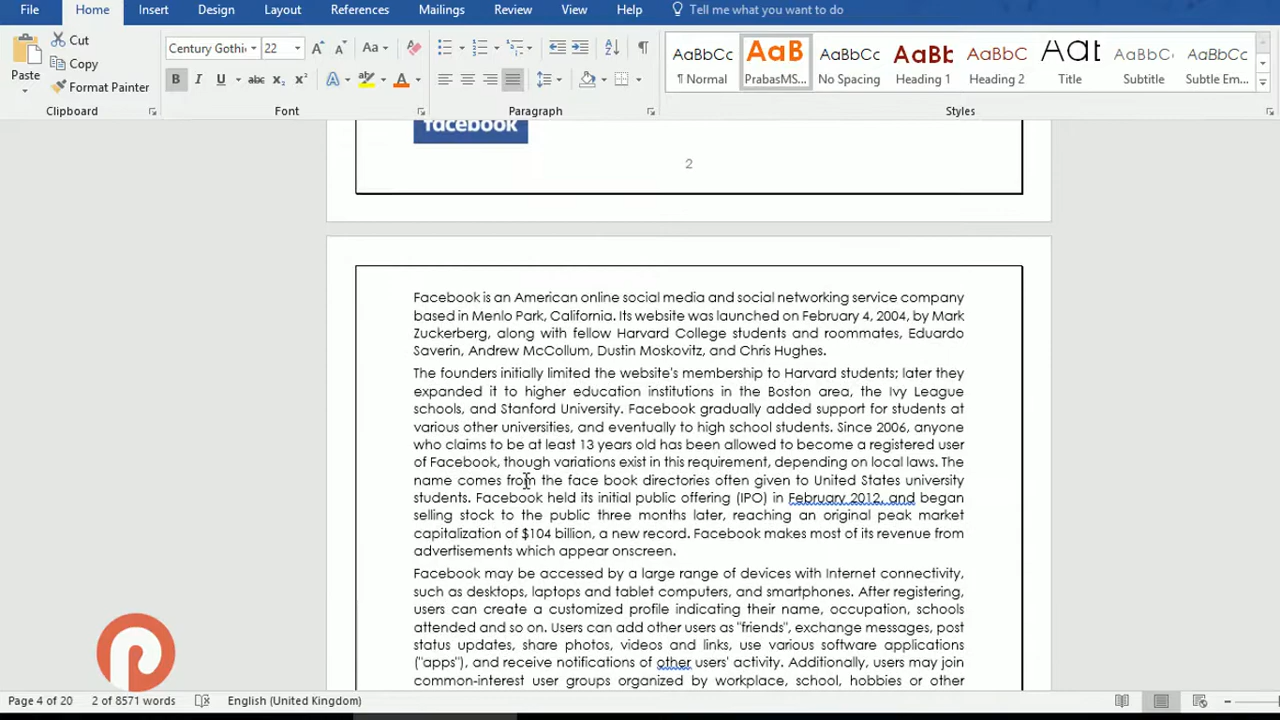 File Home Insert Design Layout References Mailings Review View Help Tell me what you want to do
Cut
Copy
Format Painter
Paste
Clipboard
Century Gothic 22 Aa
B I U abc x₂ x² A A
Font
Paragraph
AaBbCc AaB AaBbCc AaBb AaBbC Aat AaBbCc AaBbCc
¶ Normal PrabasMS... No Spacing Heading 1 Heading 2 Title Subtitle Subtle Em...
Styles
facebook
2
Facebook is an American online social media and social networking service company
based in Menlo Park, California. Its website was launched on February 4, 2004, by Mark
Zuckerberg, along with fellow Harvard College students and roommates, Eduardo
Saverin, Andrew McCollum, Dustin Moskovitz, and Chris Hughes.
The founders initially limited the website's membership to Harvard students; later they
expanded it to higher education institutions in the Boston area, the Ivy League
schools, and Stanford University. Facebook gradually added support for students at
various other universities, and eventually to high school students. Since 2006, anyone
who claims to be at least 13 years old has been allowed to become a registered user
of Facebook, though variations exist in this requirement, depending on local laws. The
name comes from the face book directories often given to United States university
students. Facebook held its initial public offering (IPO) in February 2012, and began
selling stock to the public three months later, reaching an original peak market
capitalization of $104 billion, a new record. Facebook makes most of its revenue from
advertisements which appear onscreen.
Facebook may be accessed by a large range of devices with Internet connectivity,
such as desktops, laptops and tablet computers, and smartphones. After registering,
users can create a customized profile indicating their name, occupation, schools
attended and so on. Users can add other users as "friends", exchange messages, post
status updates, share photos, videos and links, use various software applications
("apps"), and receive notifications of other users' activity. Additionally, users may join
common-interest user groups organized by workplace, school, hobbies or other
Page 4 of 20 2 of 8571 words English (United Kingdom)